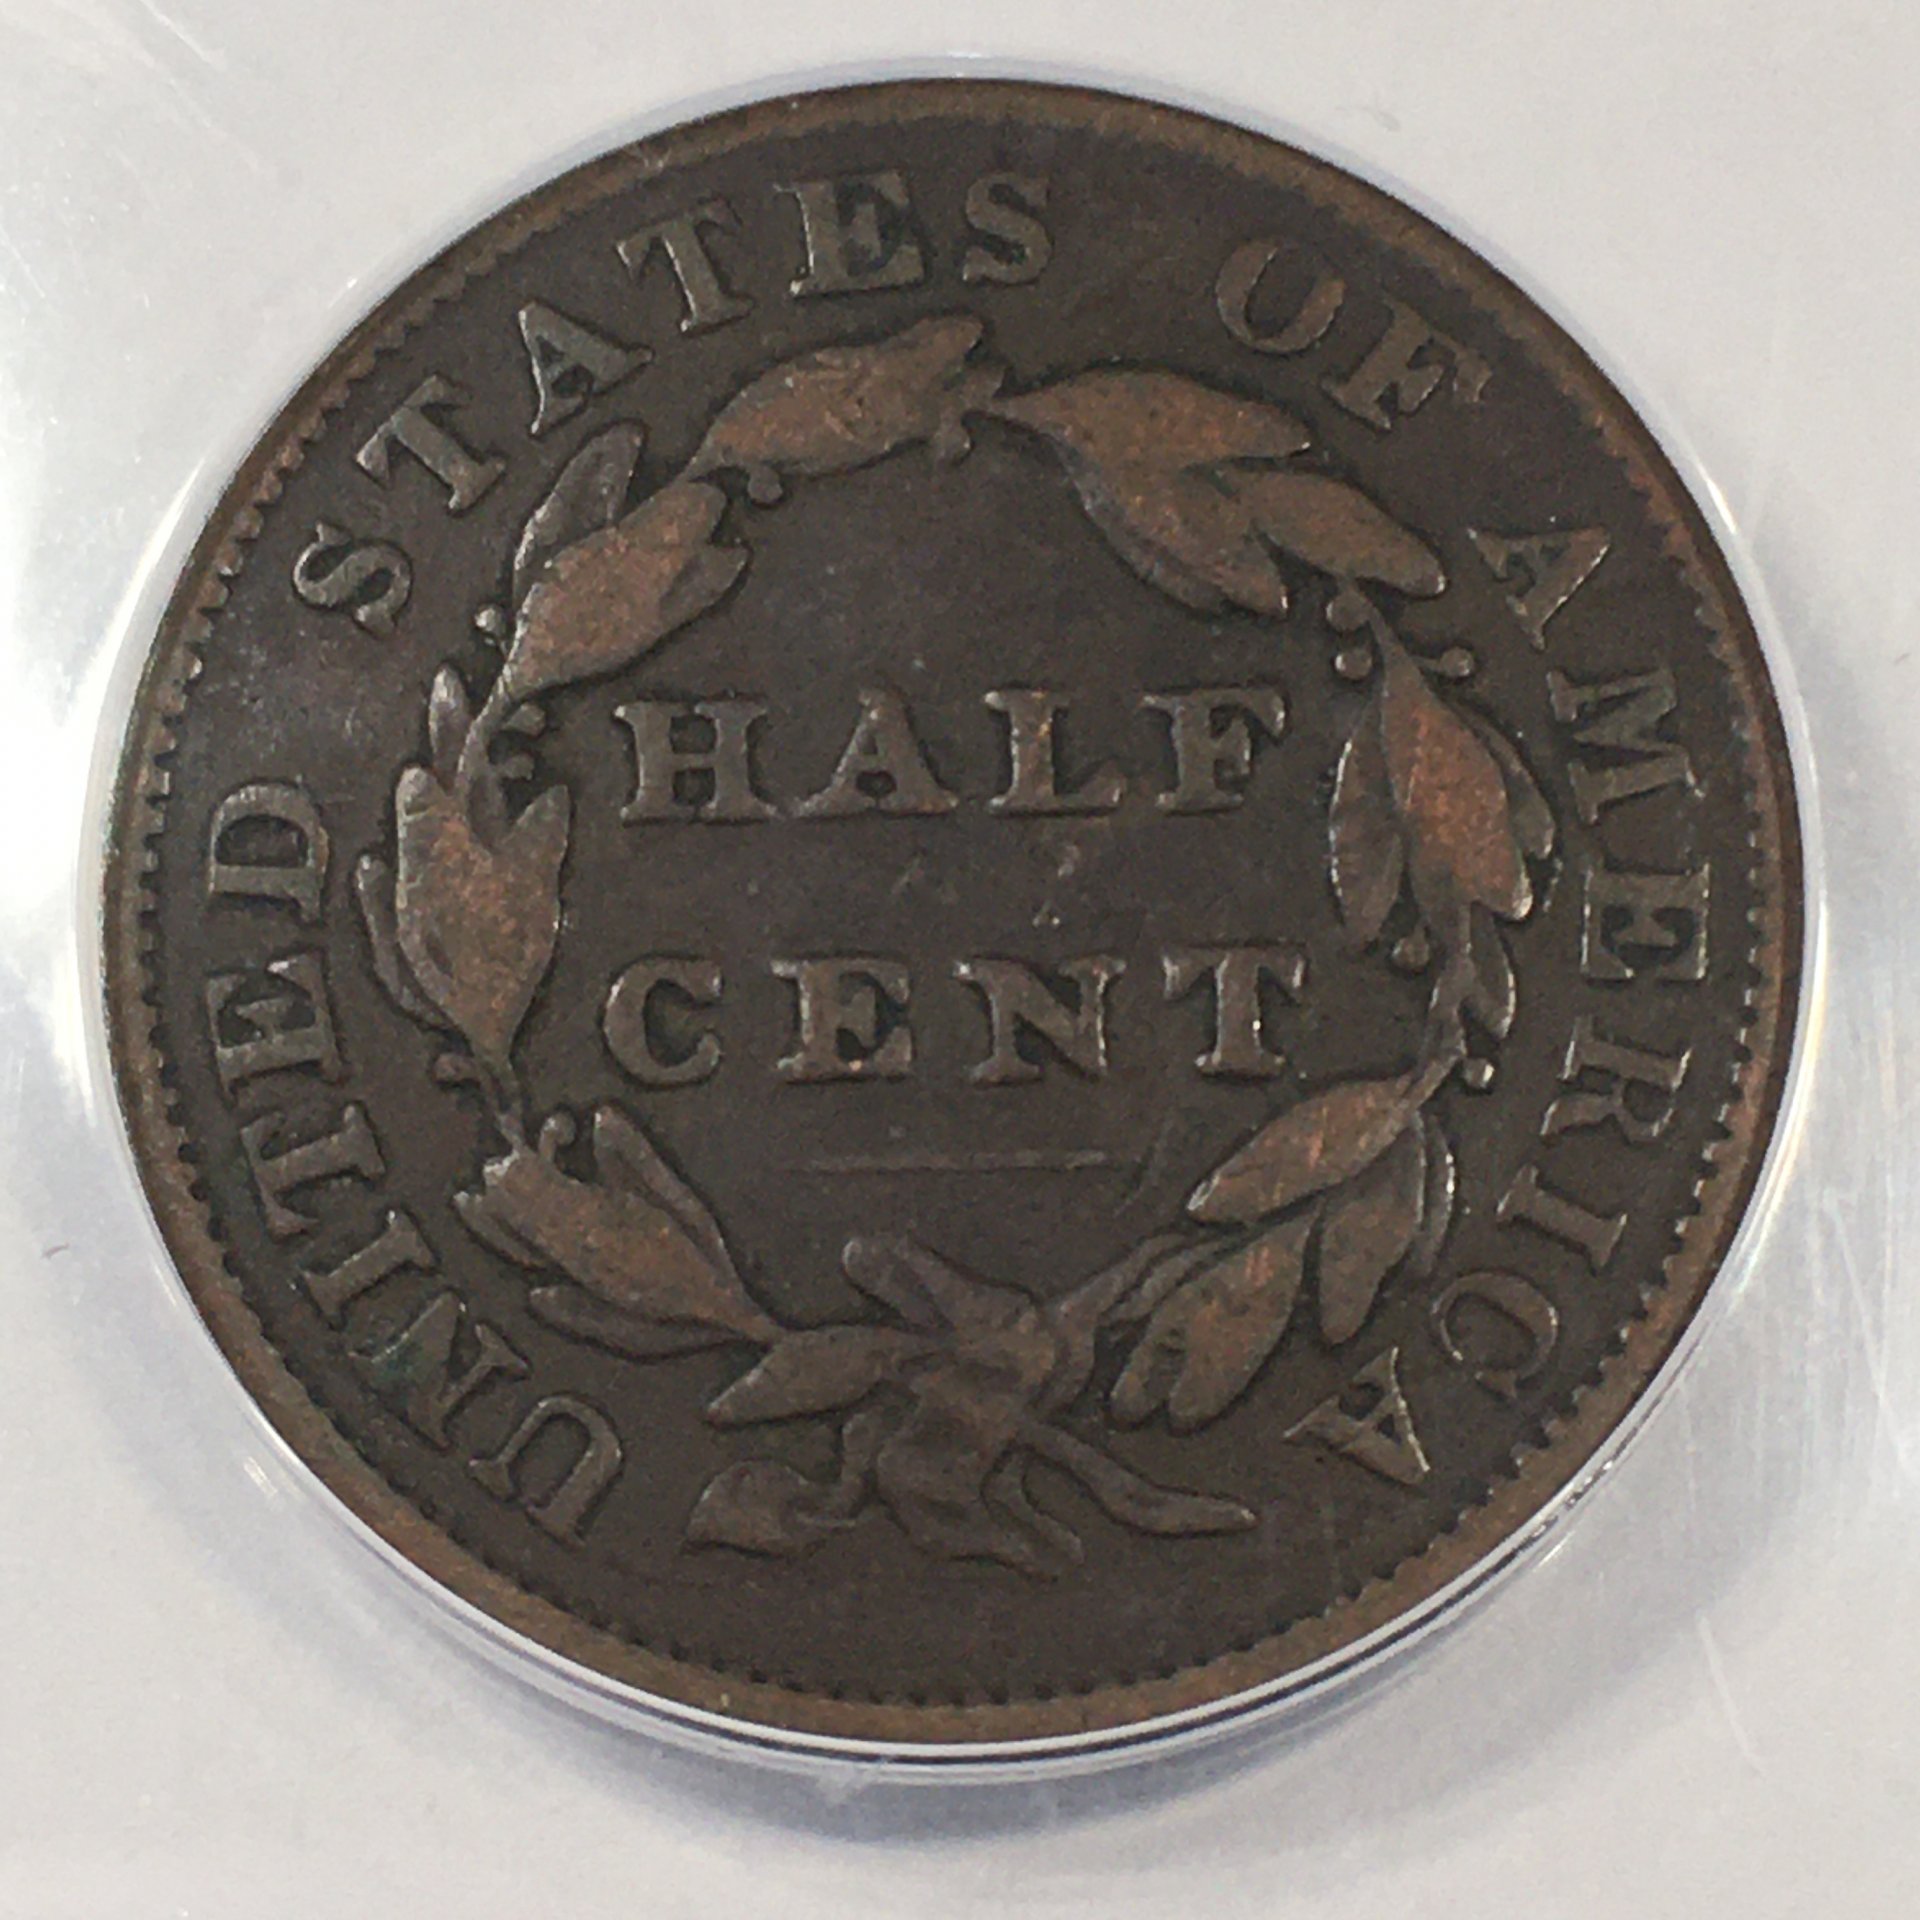 UNITED STATES OF AMERICA
HALF
CENT